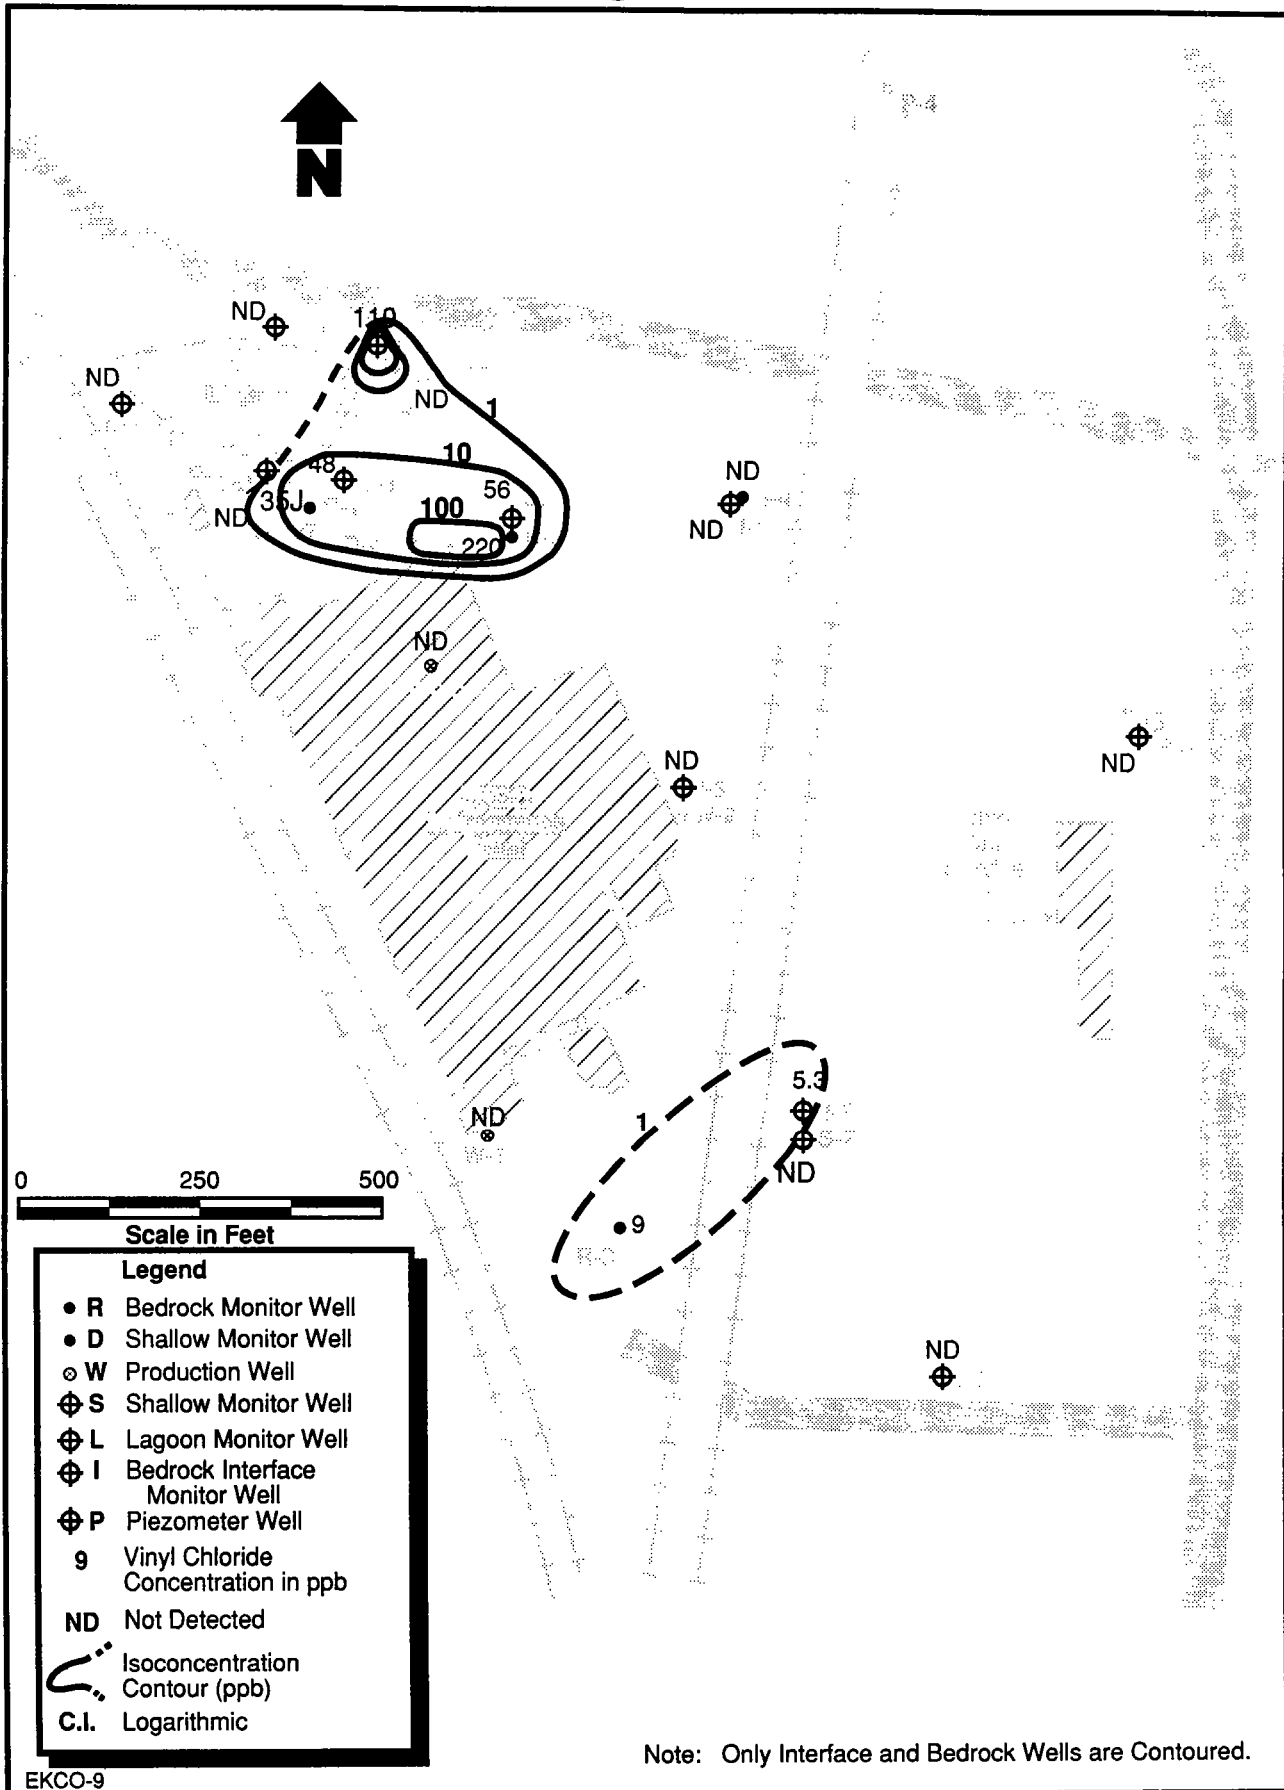 P-4
N
ND
110
ND
ND
1
10
48
ND
35J
56
100
ND
ND
220
ND
ND
ND
5.3
1
ND
W-1
ND
0 250 500
Scale in Feet
9
R-3
ND
Legend
R Bedrock Monitor Well
D Shallow Monitor Well
W Production Well
S Shallow Monitor Well
L Lagoon Monitor Well
I Bedrock Interface
Monitor Well
P Piezometer Well
9 Vinyl Chloride
Concentration in ppb
ND Not Detected
Isoconcentration
Contour (ppb)
C.I. Logarithmic
Note: Only Interface and Bedrock Wells are Contoured.
EKCO-9